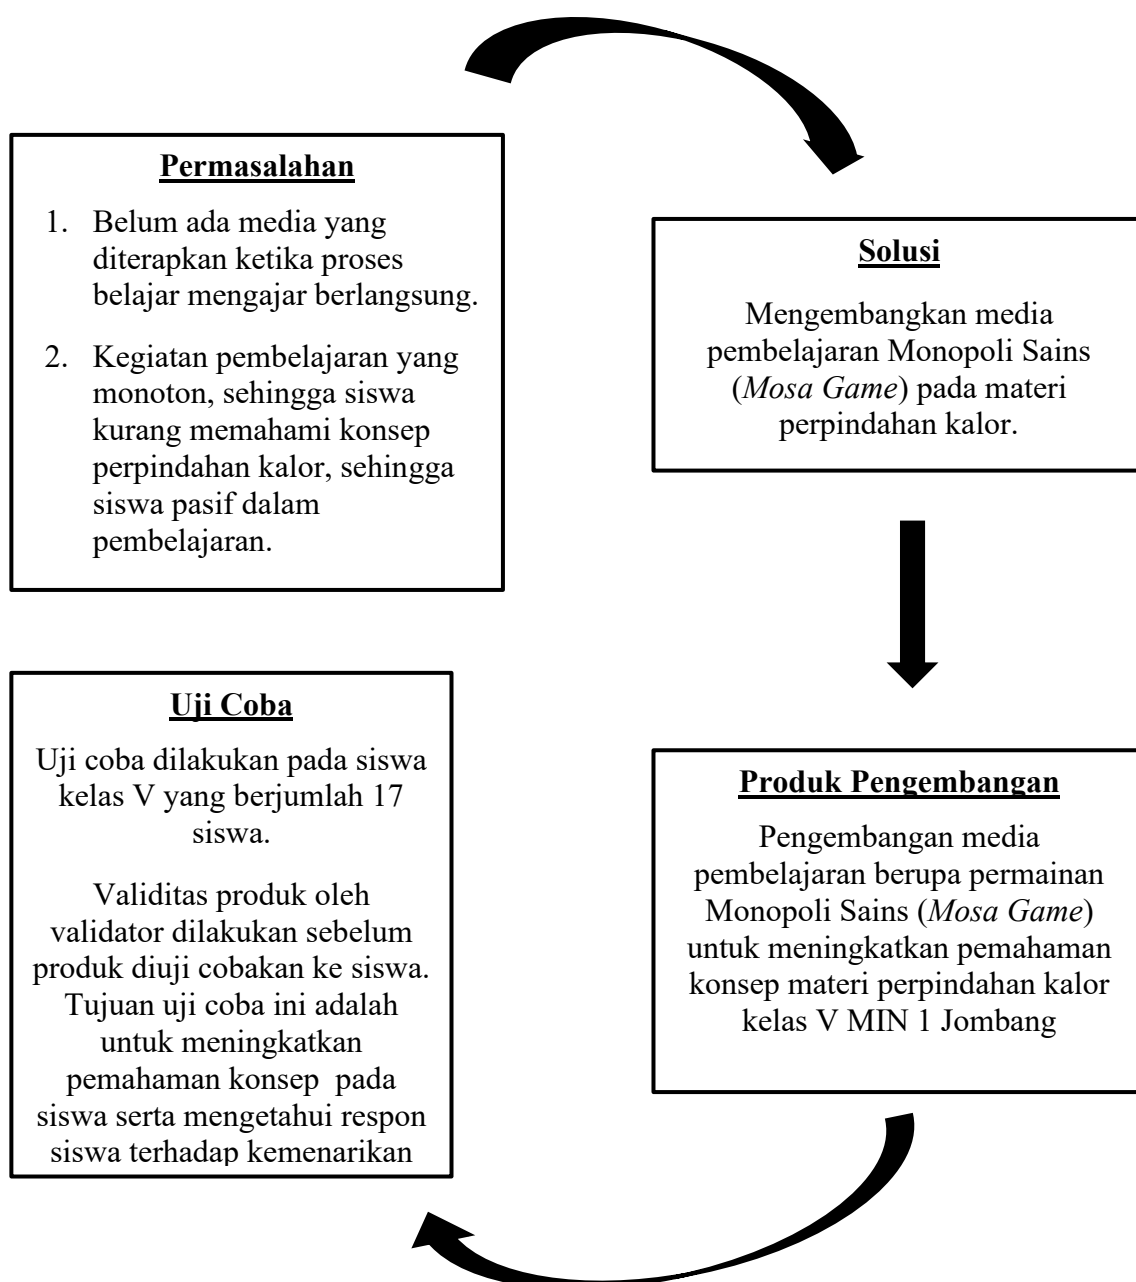 Permasalahan
1. Belum ada media yang
diterapkan ketika proses
belajar mengajar berlangsung.
2. Kegiatan pembelajaran yang
monoton, sehingga siswa
kurang memahami konsep
perpindahan kalor, sehingga
siswa pasif dalam
pembelajaran.
Solusi
Mengembangkan media
pembelajaran Monopoli Sains
(Mosa Game) pada materi
perpindahan kalor.
Produk Pengembangan
Pengembangan media
pembelajaran berupa permainan
Monopoli Sains (Mosa Game)
untuk meningkatkan pemahaman
konsep materi perpindahan kalor
kelas V MIN 1 Jombang
Uji Coba
Uji coba dilakukan pada siswa
kelas V yang berjumlah 17
siswa.
Validitas produk oleh
validator dilakukan sebelum
produk diuji cobakan ke siswa.
Tujuan uji coba ini adalah
untuk meningkatkan
pemahaman konsep  pada
siswa serta mengetahui respon
siswa terhadap kemenarikan